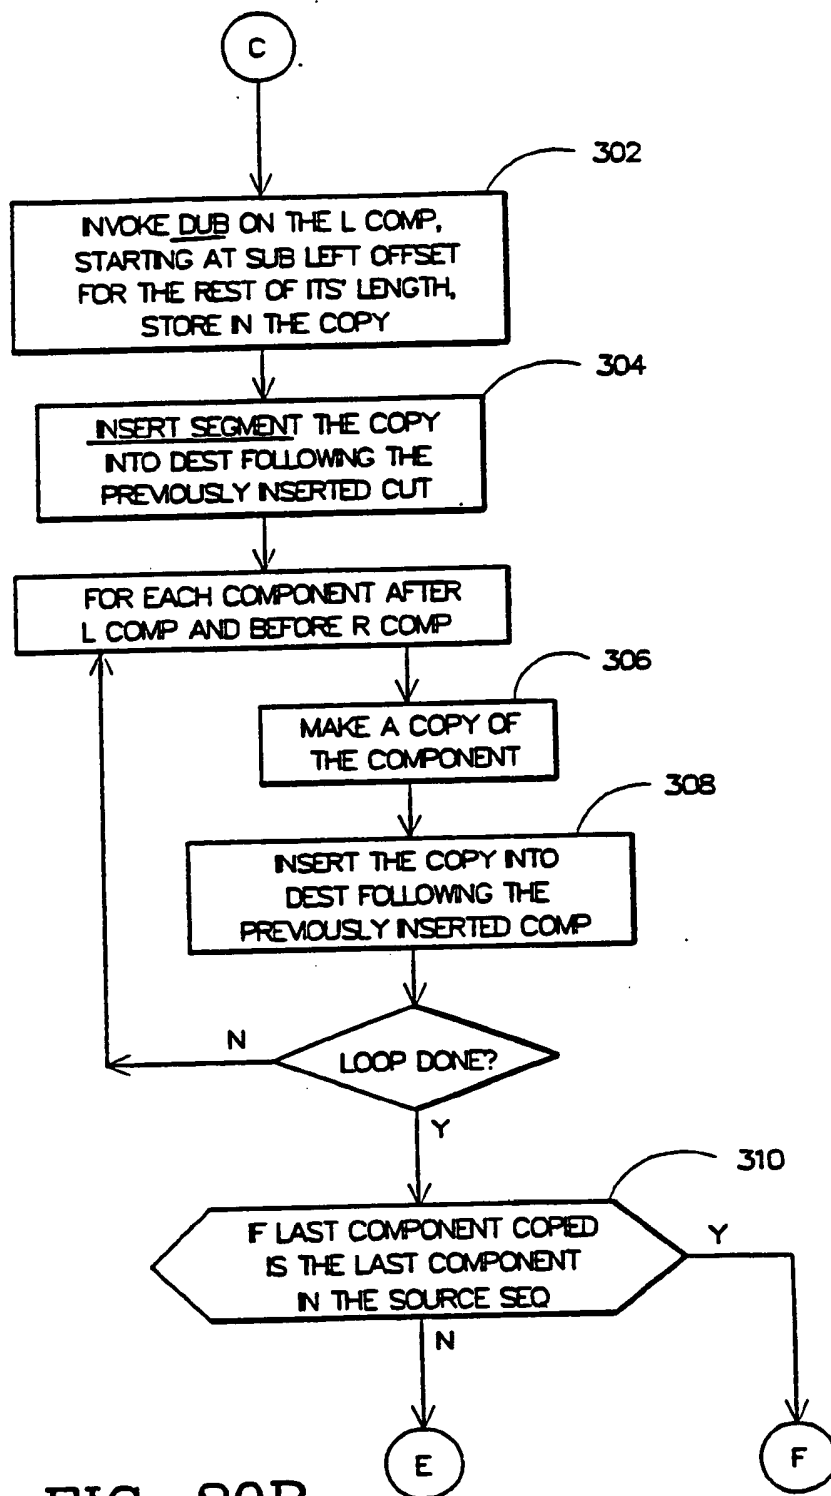 C
302
INVOKE DUB ON THE L COMP,
STARTING AT SUB LEFT OFFSET
FOR THE REST OF ITS' LENGTH,
STORE IN THE COPY
304
INSERT SEGMENT THE COPY
INTO DEST FOLLOWING THE
PREVIOUSLY INSERTED CUT
FOR EACH COMPONENT AFTER
L COMP AND BEFORE R COMP
306
MAKE A COPY OF
THE COMPONENT
308
INSERT THE COPY INTO
DEST FOLLOWING THE
PREVIOUSLY INSERTED COMP
N
LOOP DONE?
Y
310
IF LAST COMPONENT COPIED
IS THE LAST COMPONENT
IN THE SOURCE SEQ
Y
N
E
F